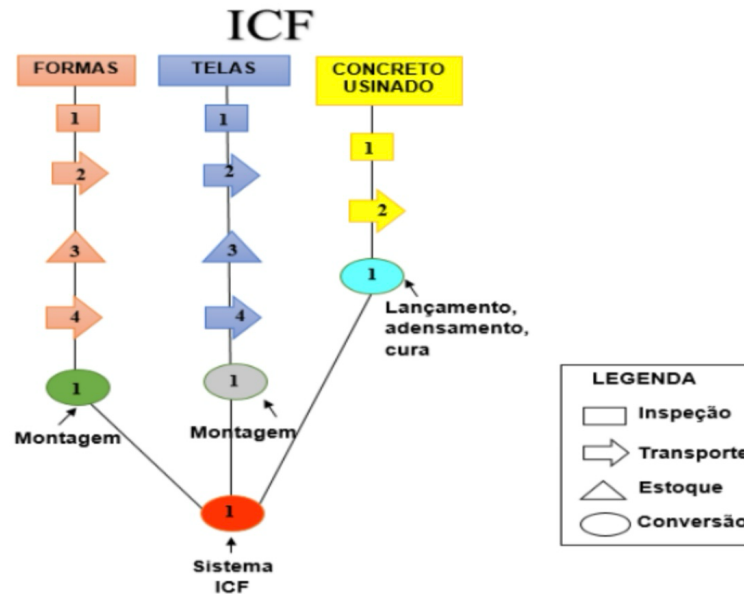 ICF
FORMAS
TELAS
CONCRETO
USINADO
1
1
1
2
2
2
3
3
1
4
4
Lançamento,
adensamento,
cura
1
1
Montagem
Montagem
LEGENDA
Inspeção
Transporte
Estoque
Conversão
1
Sistema
ICF